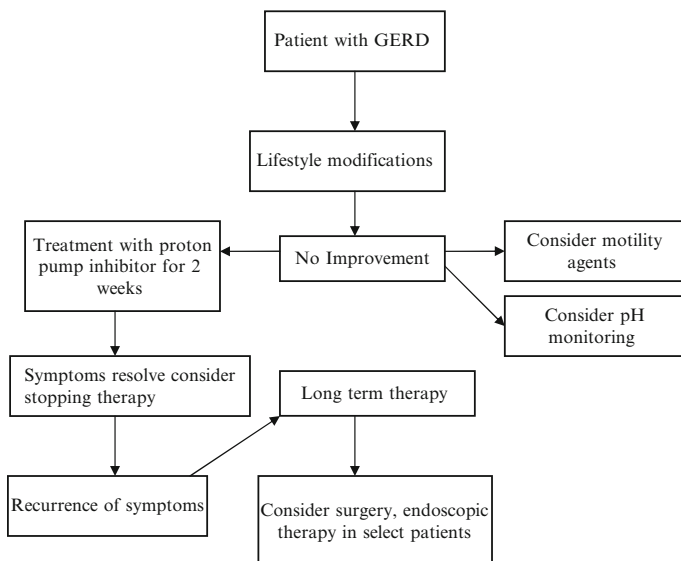 Patient with GERD
Lifestyle modifications
Treatment with proton
pump inhibitor for 2
weeks
No Improvement
Consider motility
agents
Consider pH
monitoring
Symptoms resolve consider
stopping therapy
Long term therapy
Recurrence of symptoms
Consider surgery, endoscopic
therapy in select patients